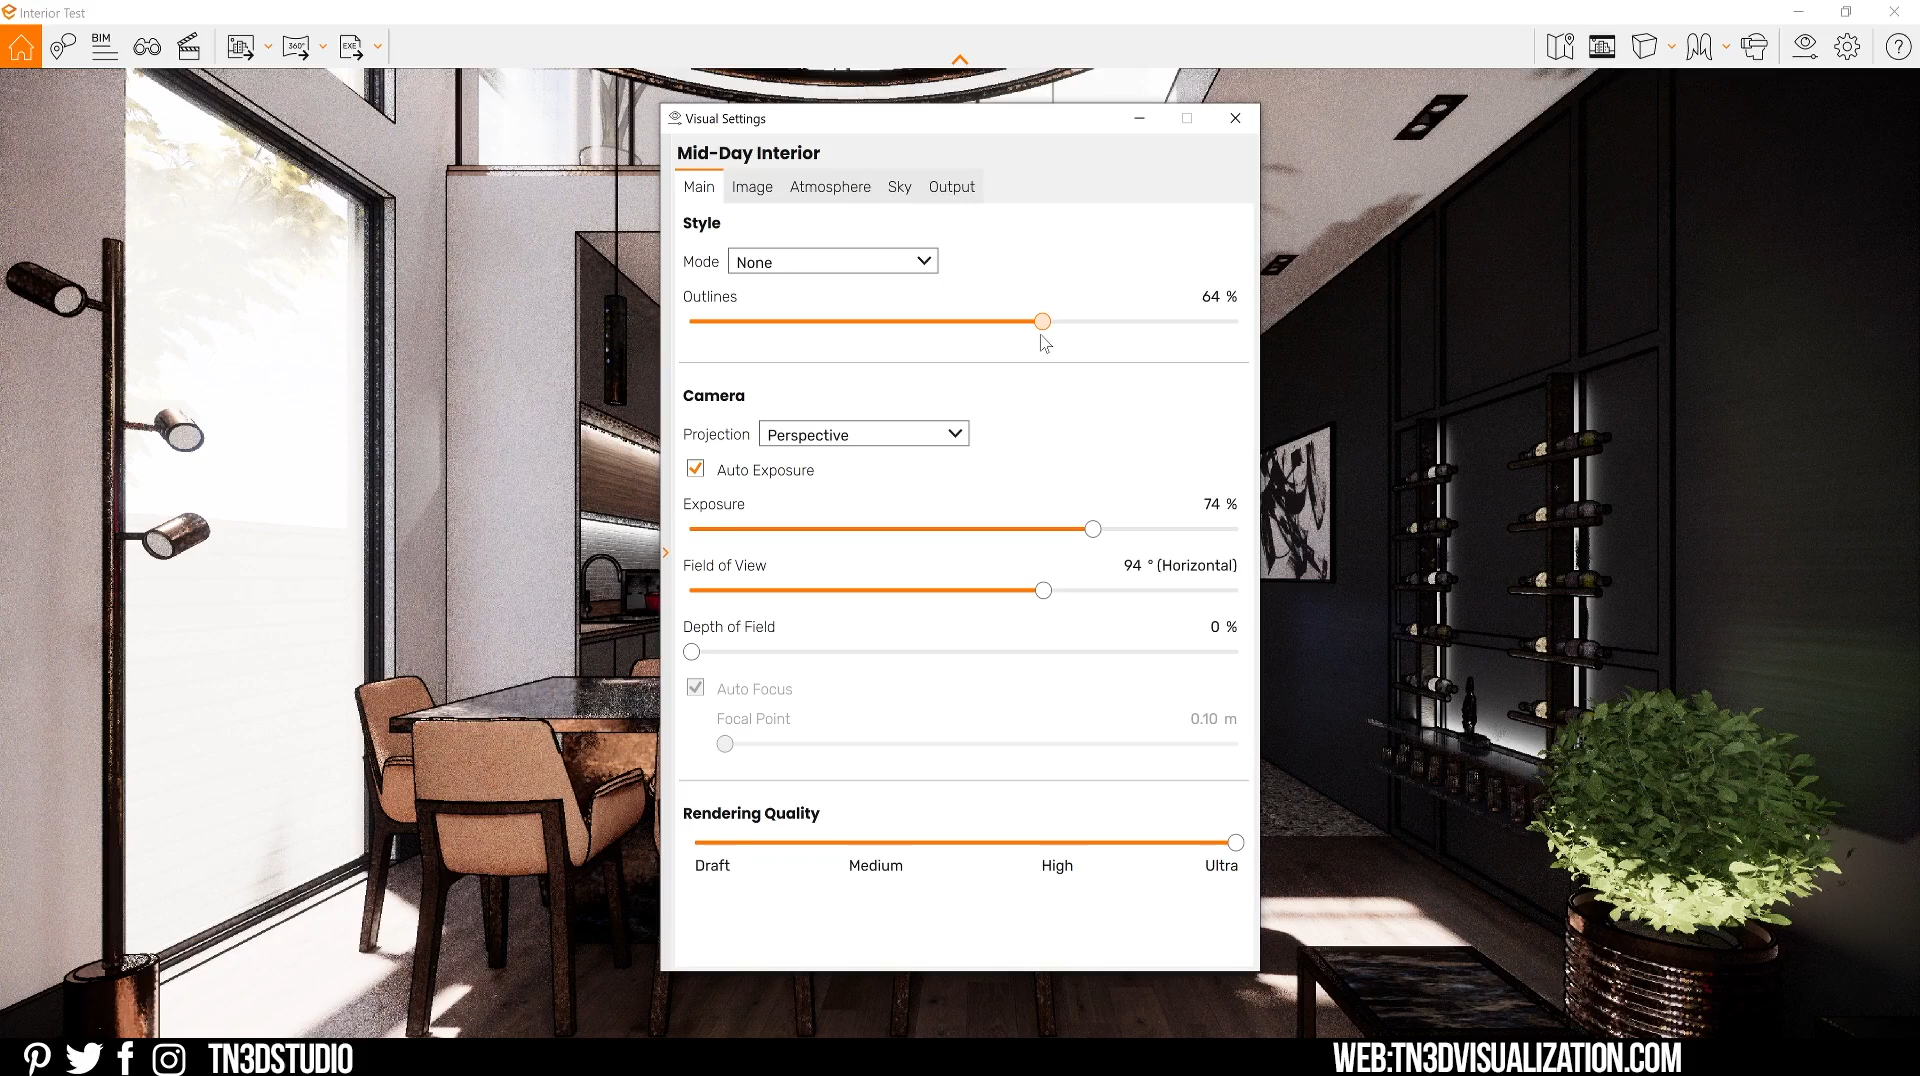 Interior Test
BIM
360°
EXE
Visual Settings
Mid-Day Interior
Main Image Atmosphere Sky Output
Style
Mode None
Outlines 64 %
Camera
Projection Perspective
Auto Exposure
Exposure 74 %
Field of View 94 ° (Horizontal)
Depth of Field 0 %
Auto Focus
Focal Point 0.10 m
Rendering Quality
Draft Medium High Ultra
TN3DSTUDIO
WEB:TN3DVISUALIZATION.COM